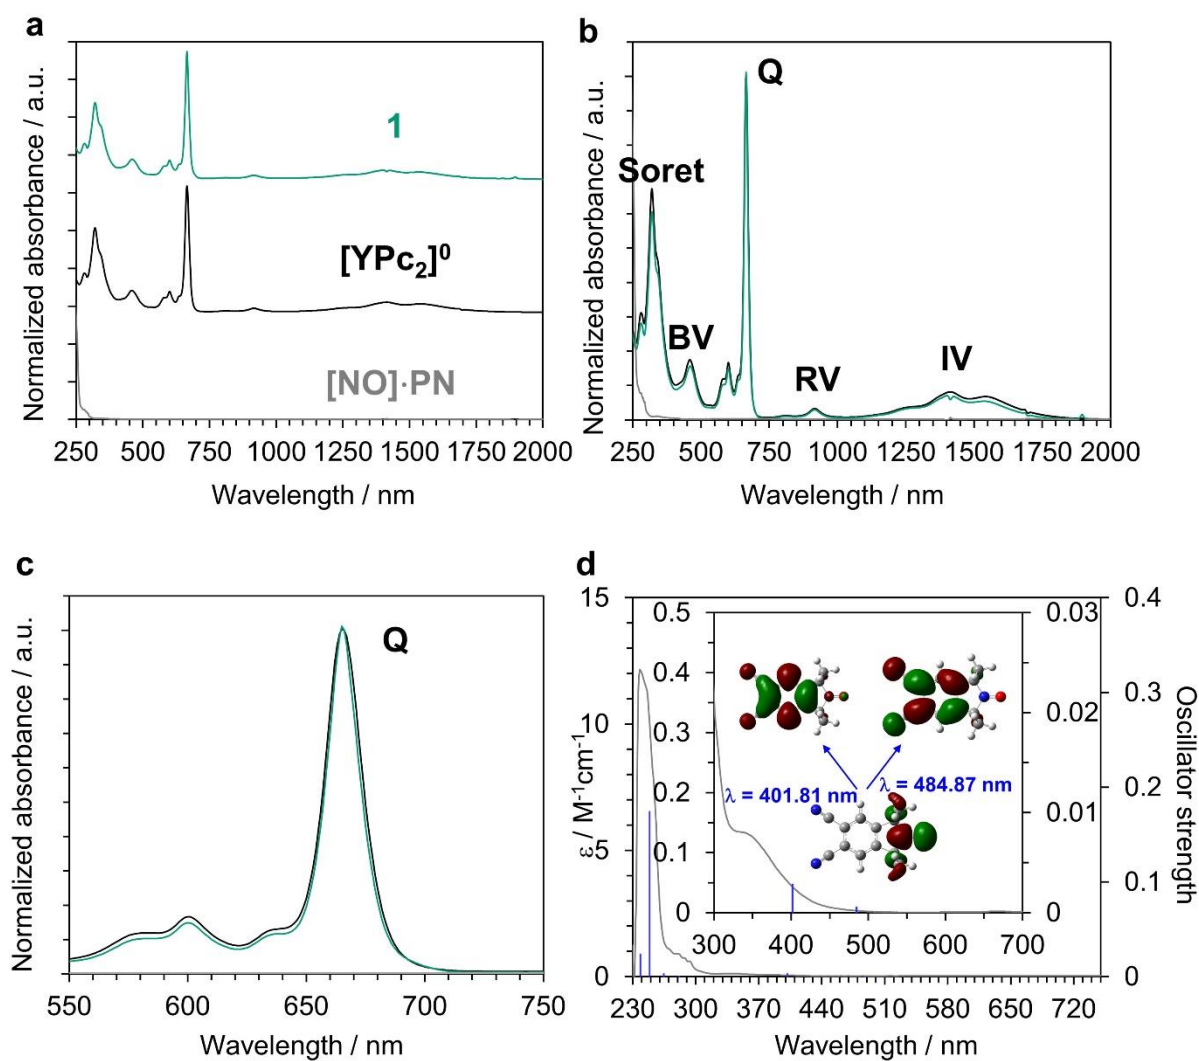 a
Normalized absorbance / a.u.
1
[YPc₂]⁰
[NO]·PN
250 500 750 1000 1250 1500 1750 2000
Wavelength / nm
b
Normalized absorbance / a.u.
Q
Soret
BV
RV
IV
250 500 750 1000 1250 1500 1750 2000
Wavelength / nm
c
Normalized absorbance / a.u.
Q
550 600 650 700 750
Wavelength / nm
d
ε / M⁻¹cm⁻¹
15
10
5
0
0.5
0.4
0.3
0.2
0.1
0
λ = 401.81 nm
λ = 484.87 nm
0.03
0.02
0.01
0
300 400 500 600 700
0.4
0.3
0.2
0.1
0
Oscillator strength
230 300 370 440 510 580 650 720
Wavelength / nm